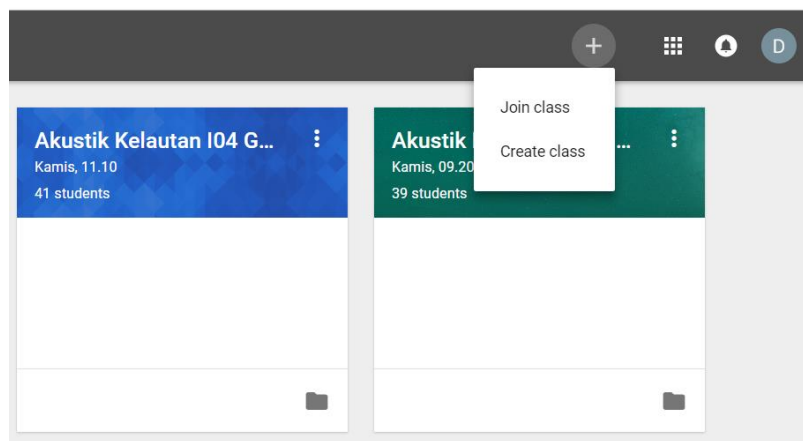 D
Join class
Create class
Akustik Kelautan I04 G...
Kamis, 11.10
41 students
Akustik ...
Kamis, 09.20
39 students